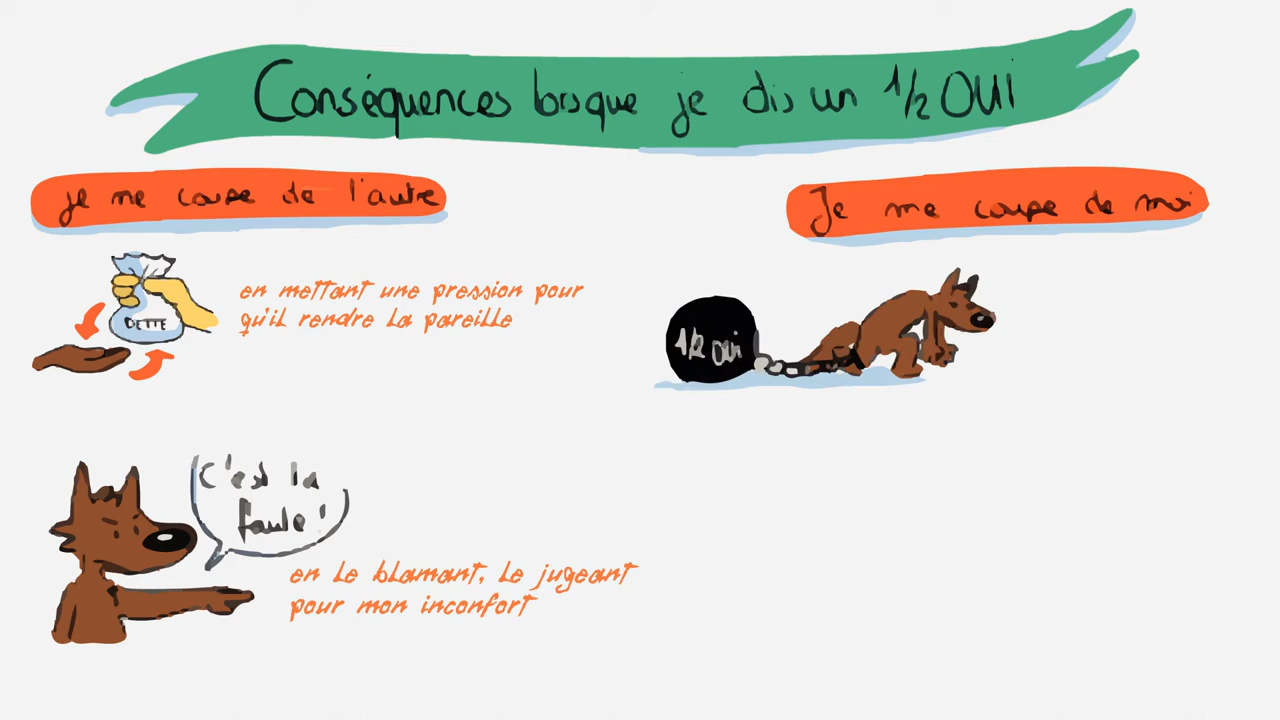 Conséquences lorsque je dis un 1/2 OUI
je me coupe de l'autre
Je me coupe de moi
DETTE
en mettant une pression pour
qu'il rendre la pareille
1/2 OUi
C'est ta
faute !
en le blamant, le jugeant
pour mon inconfort